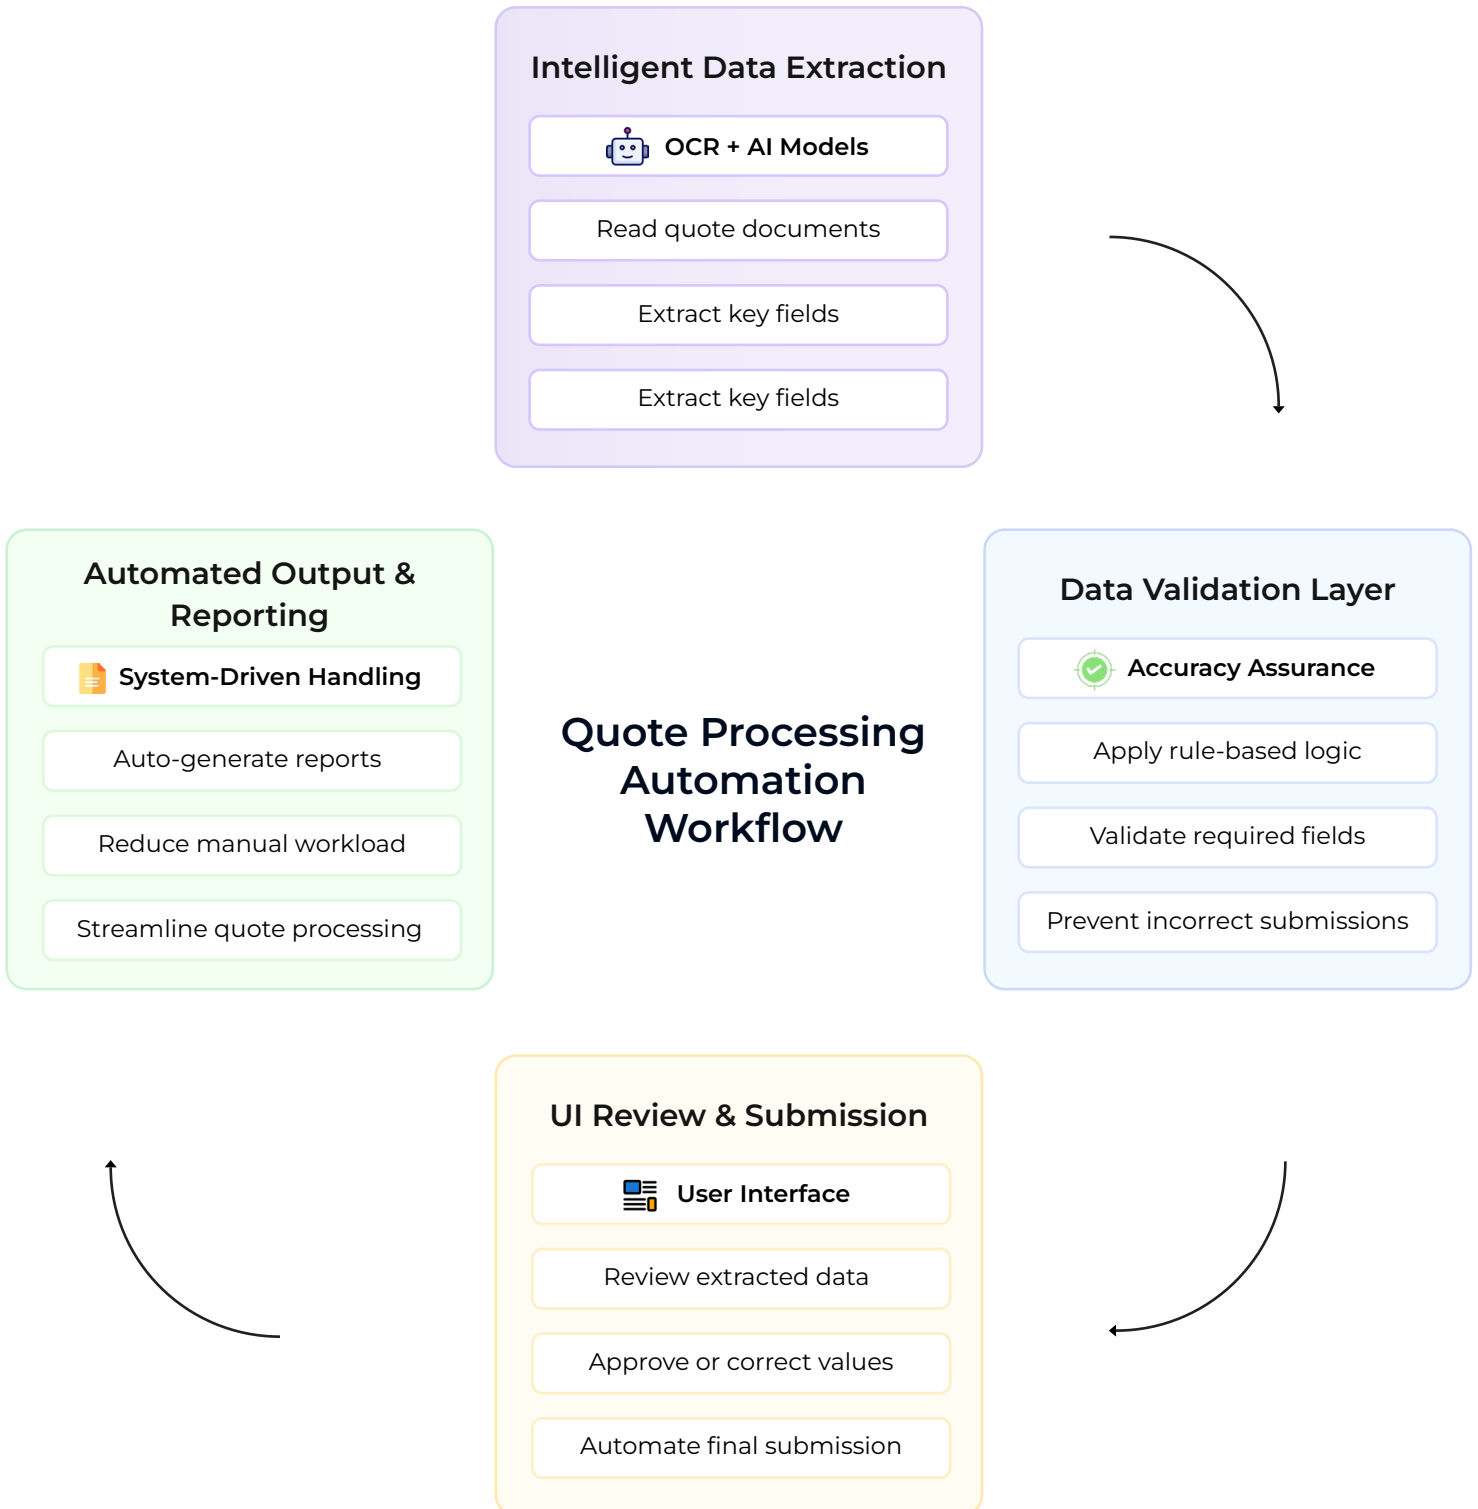 Intelligent Data Extraction
OCR + AI Models
Read quote documents
Extract key fields
Extract key fields
Automated Output &
Reporting
System-Driven Handling
Auto-generate reports
Reduce manual workload
Streamline quote processing
Quote Processing
Automation
Workflow
Data Validation Layer
Accuracy Assurance
Apply rule-based logic
Validate required fields
Prevent incorrect submissions
UI Review & Submission
User Interface
Review extracted data
Approve or correct values
Automate final submission